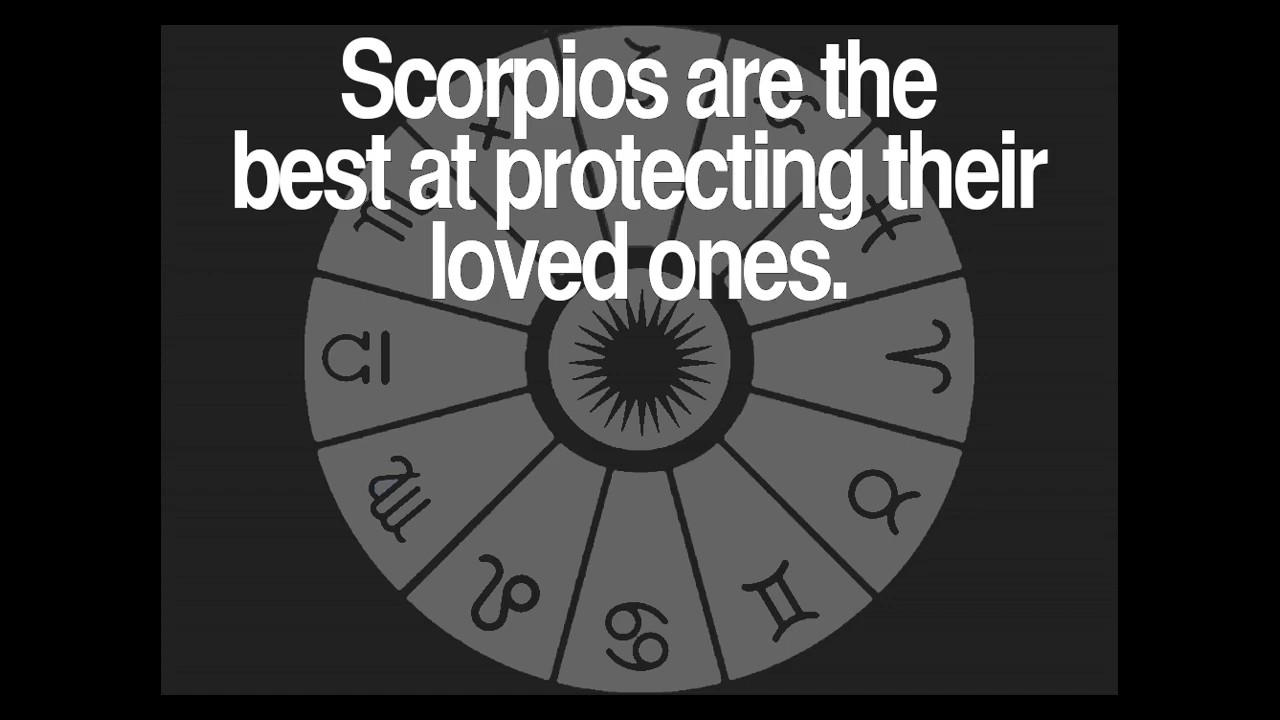 Scorpios are the
best at protecting their
loved ones.